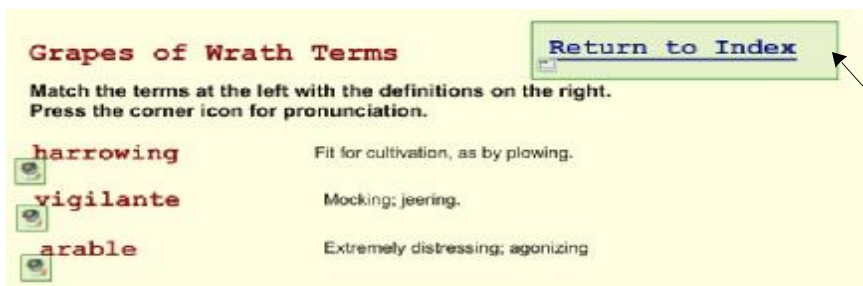 Grapes of Wrath Terms
Return to Index
Match the terms at the left with the definitions on the right.
Press the corner icon for pronunciation.
harrowing Fit for cultivation, as by plowing.
vigilante Mocking; jeering.
arable Extremely distressing; agonizing